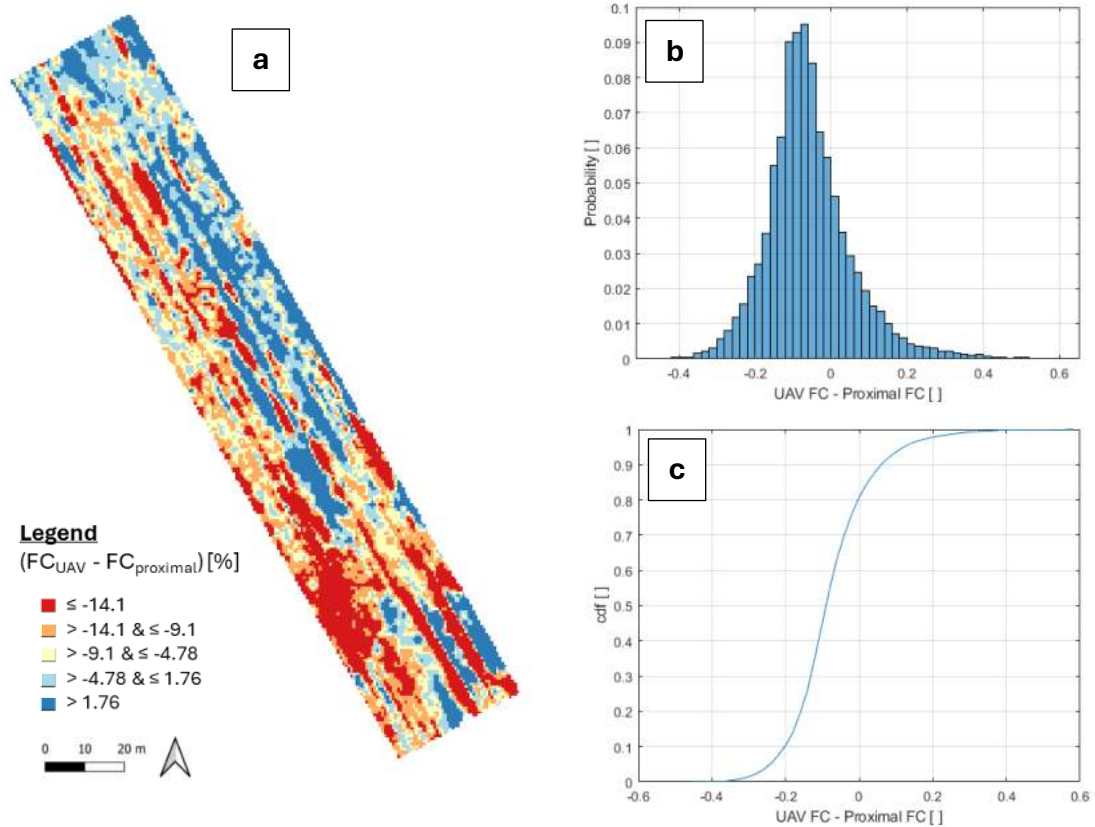 a
Legend
(FCUAV - FCproximal) [%]
≤ -14.1
> -14.1 & ≤ -9.1
> -9.1 & ≤ -4.78
> -4.78 & ≤ 1.76
> 1.76
0 10 20 m
b
0.1
0.09
0.08
0.07
0.06
0.05
0.04
0.03
0.02
0.01
0
Probability [ ]
-0.4 -0.2 0 0.2 0.4 0.6
UAV FC - Proximal FC [ ]
c
1
0.9
0.8
0.7
0.6
0.5
0.4
0.3
0.2
0.1
0
cdf [ ]
-0.6 -0.4 -0.2 0 0.2 0.4 0.6
UAV FC - Proximal FC [ ]